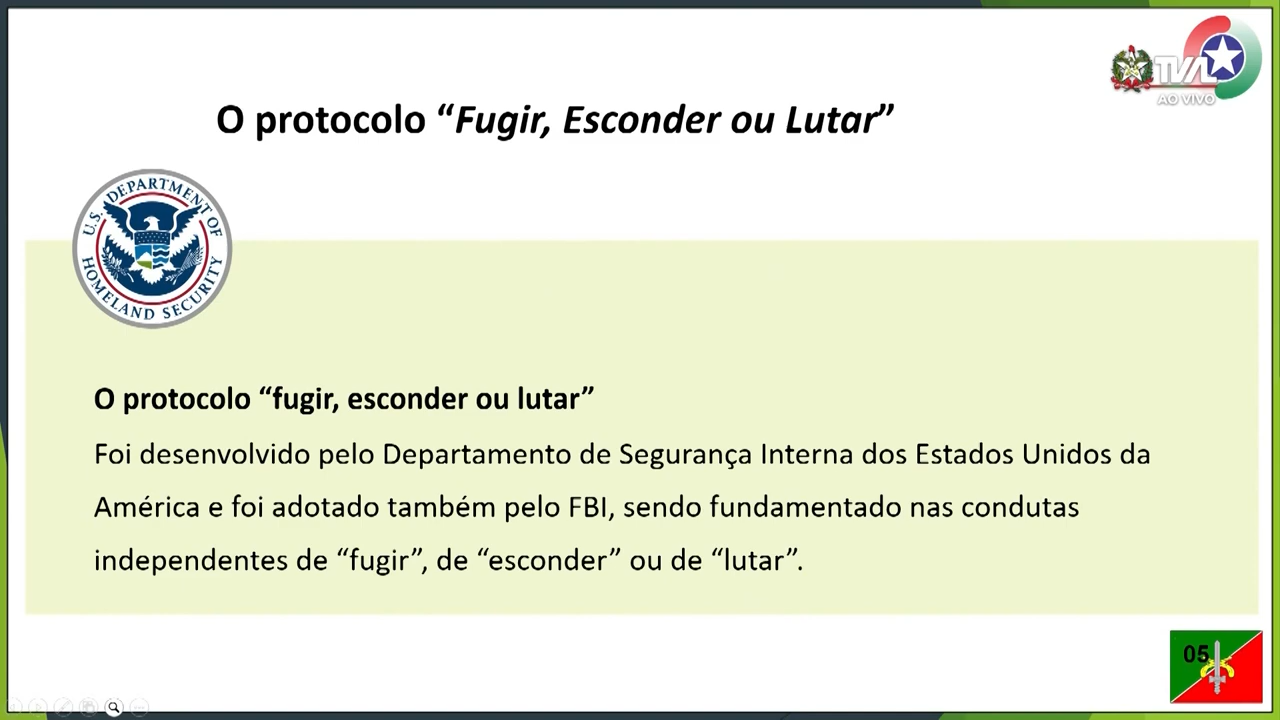 TVAL
AO VIVO
O protocolo “Fugir, Esconder ou Lutar”
U.S. DEPARTMENT OF
HOMELAND SECURITY
O protocolo “fugir, esconder ou lutar”
Foi desenvolvido pelo Departamento de Segurança Interna dos Estados Unidos da
América e foi adotado também pelo FBI, sendo fundamentado nas condutas
independentes de “fugir”, de “esconder” ou de “lutar”.
05